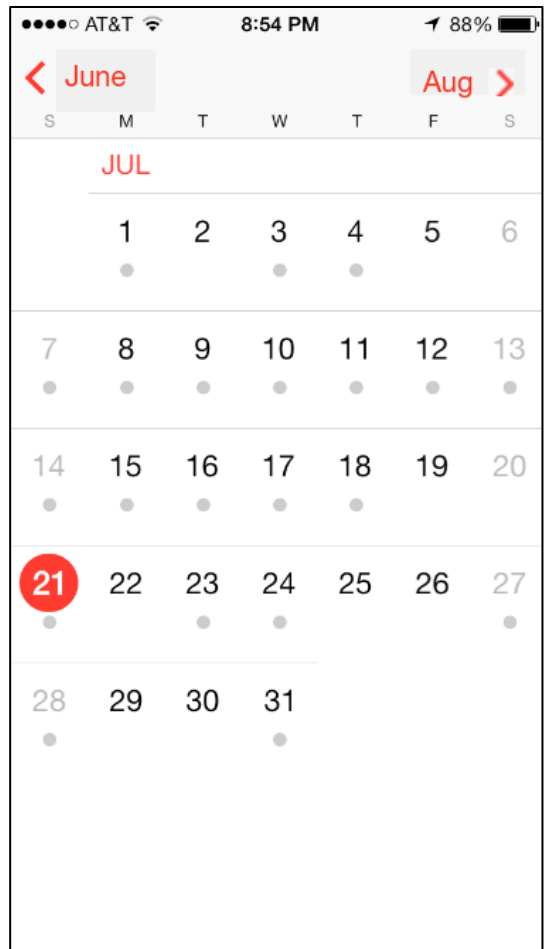 AT&T 8:54 PM 88%
June Aug
S M T W T F S
JUL
1 2 3 4 5 6
7 8 9 10 11 12 13
14 15 16 17 18 19 20
21 22 23 24 25 26 27
28 29 30 31